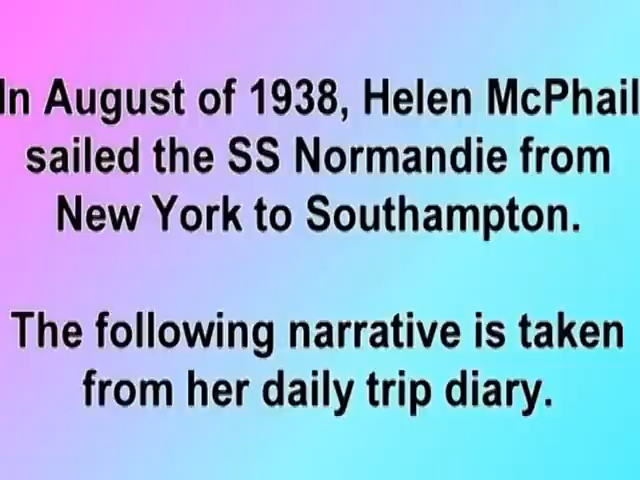 In August of 1938, Helen McPhail
sailed the SS Normandie from
New York to Southampton.
The following narrative is taken
from her daily trip diary.